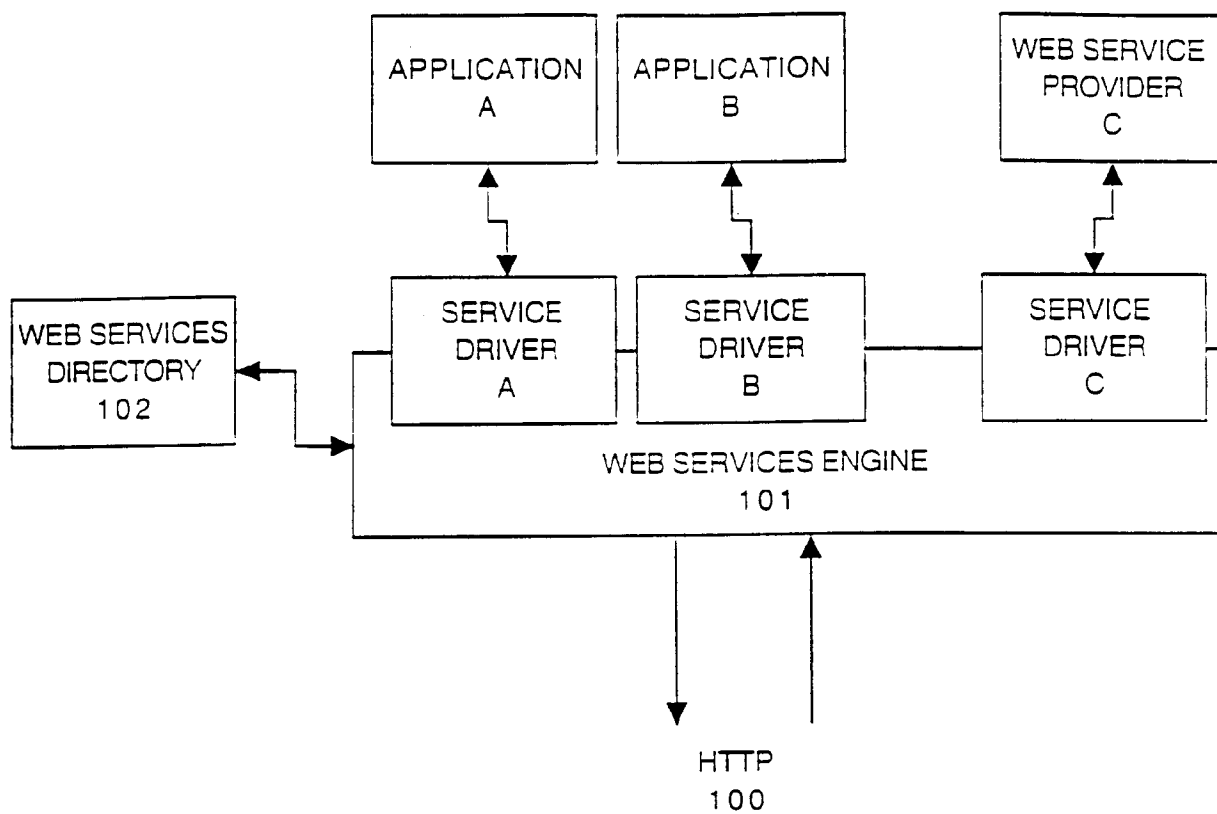 APPLICATION
A
APPLICATION
B
WEB SERVICE
PROVIDER
C
SERVICE
DRIVER
A
SERVICE
DRIVER
B
SERVICE
DRIVER
C
WEB SERVICES
DIRECTORY
102
WEB SERVICES ENGINE
101
HTTP
100